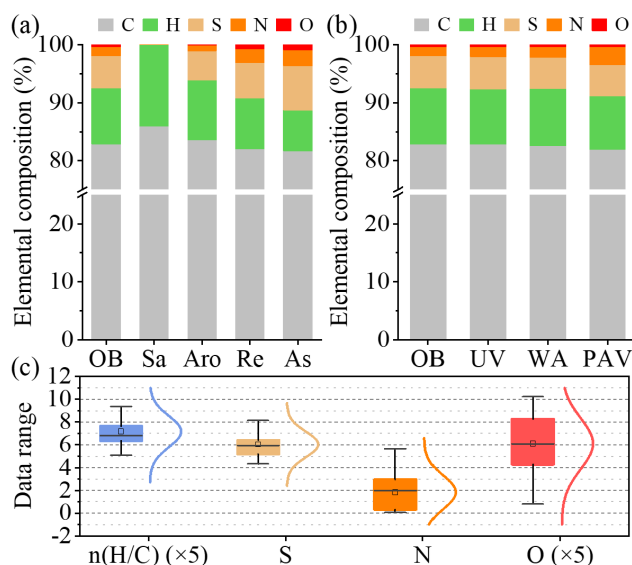 (a) C H S N O
Elemental composition (%)
100
90
80
20
10
0
OB Sa Aro Re As
(b) C H S N O
Elemental composition (%)
100
90
80
20
10
0
OB UV WA PAV
(c)
Data range
12
10
8
6
4
2
0
-2
n(H/C) (×5) S N O (×5)